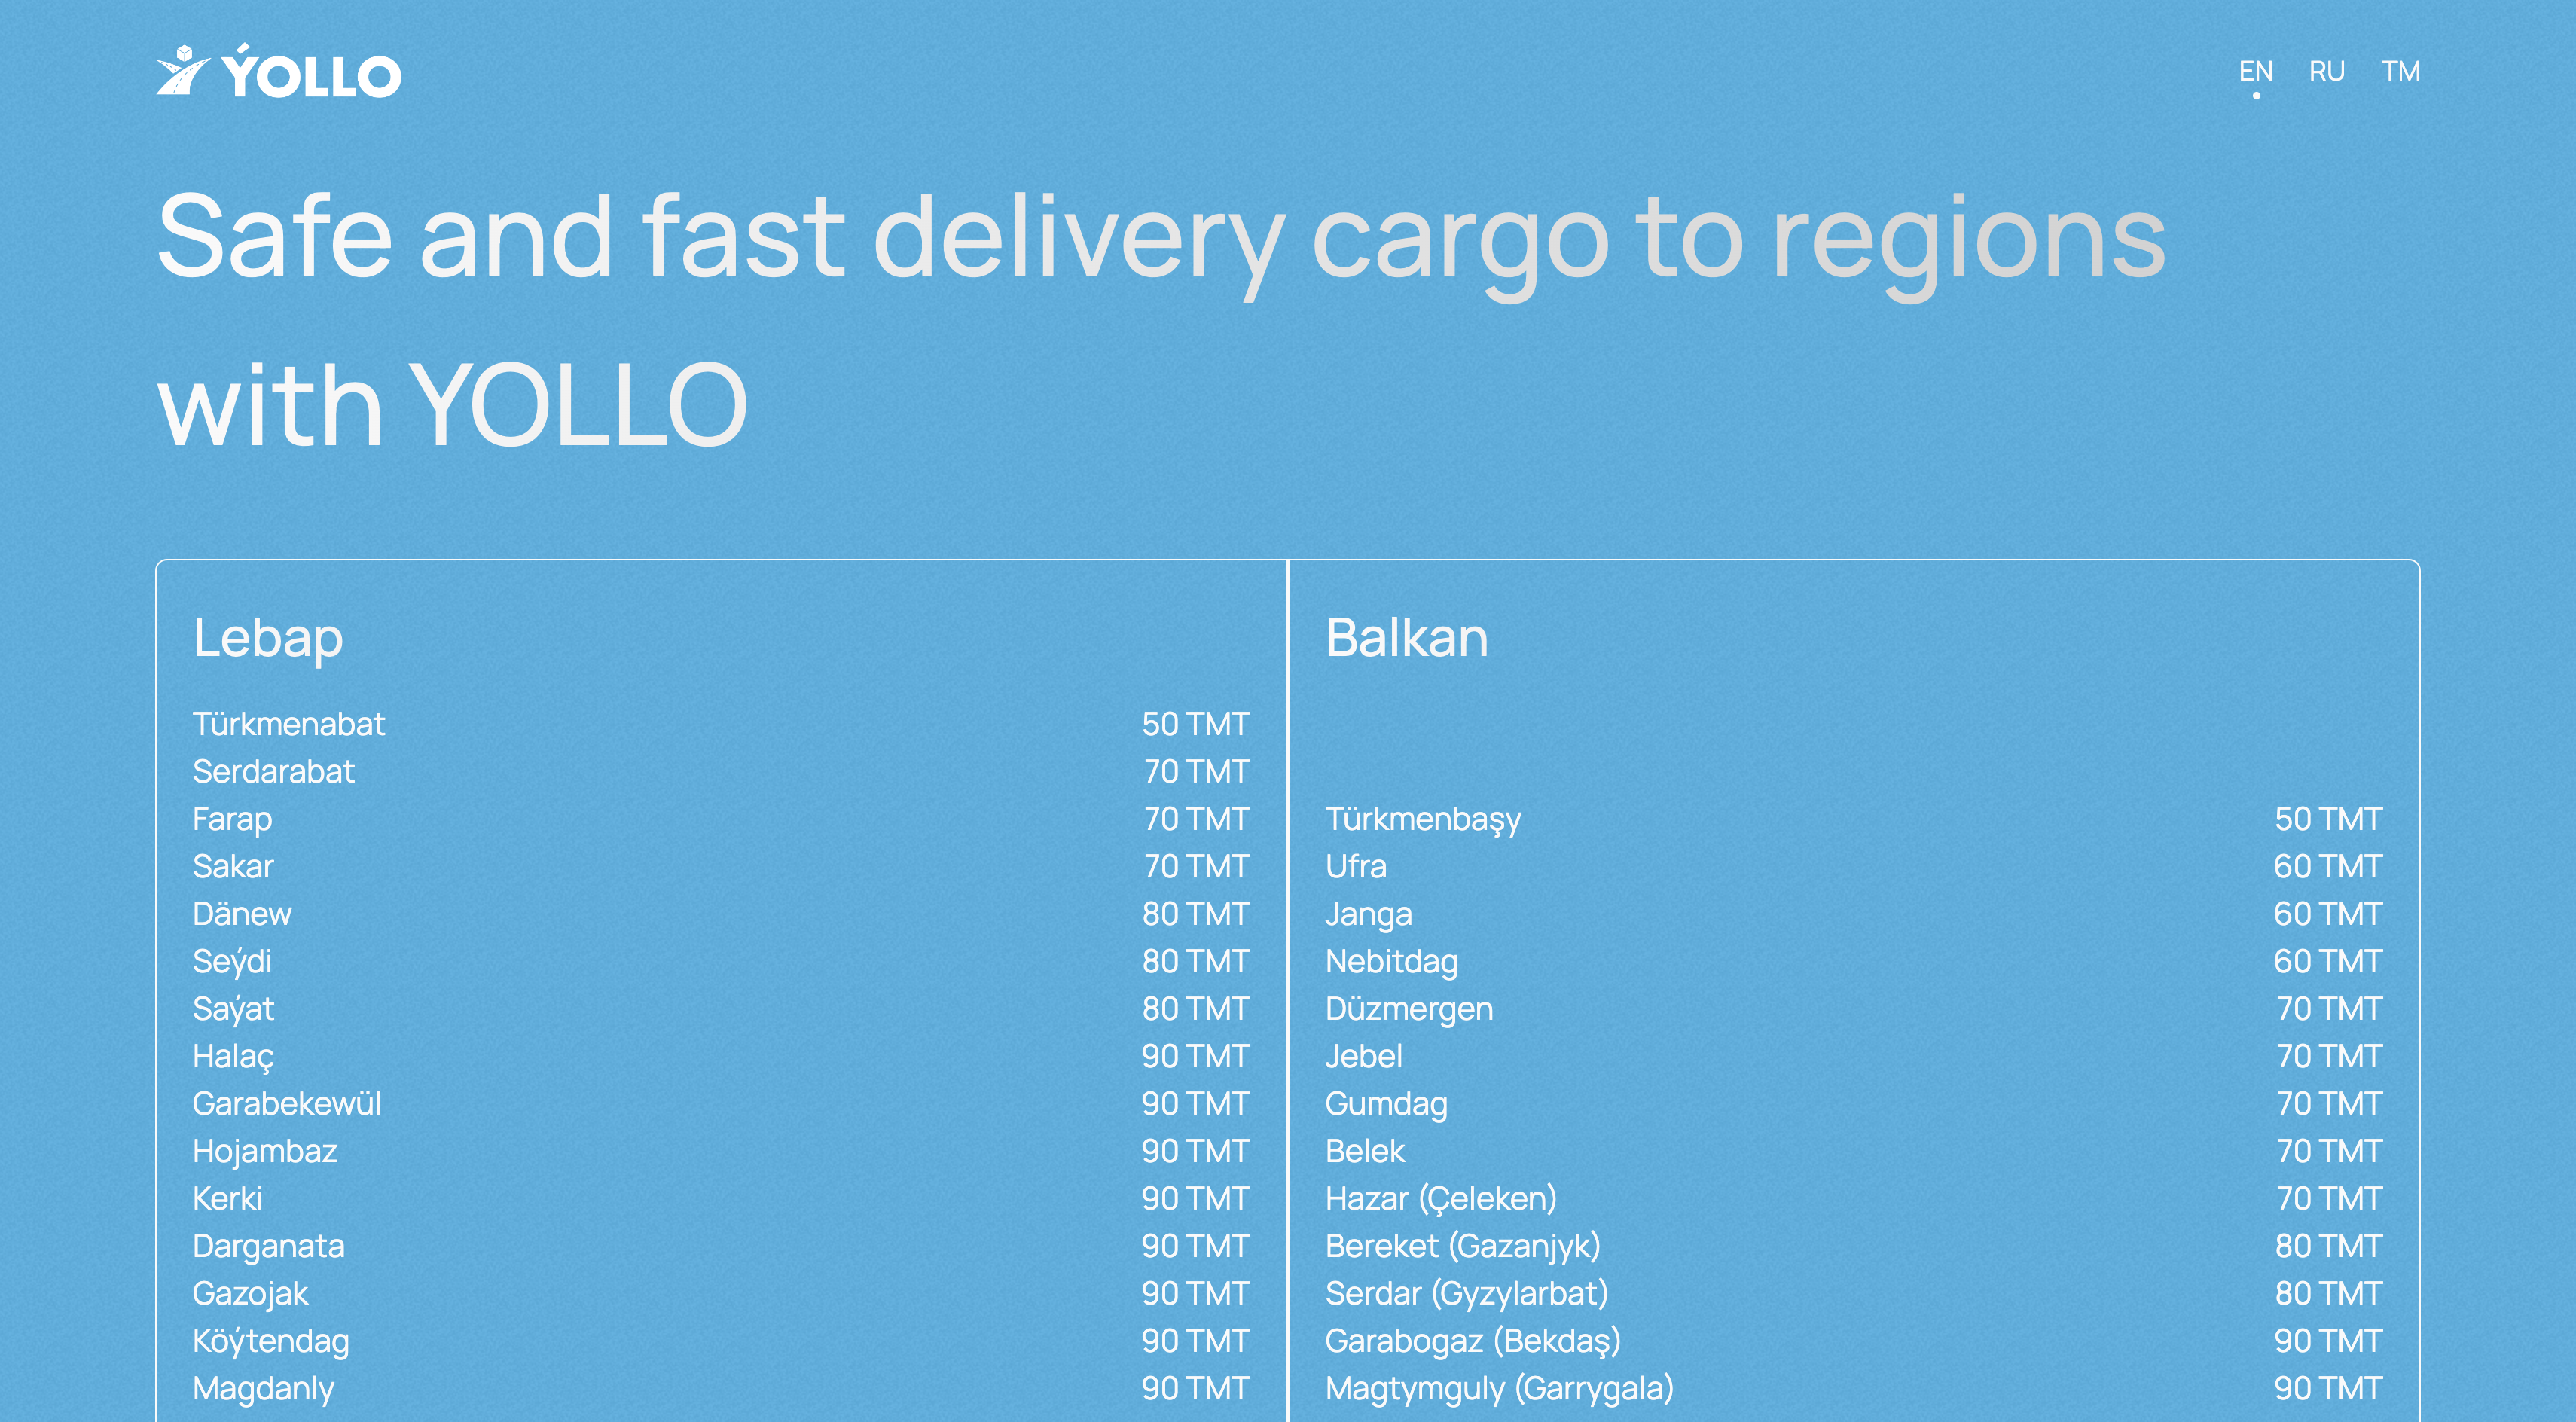 ÝOLLO
EN RU TM
Safe and fast delivery cargo to regions
with YOLLO
Lebap
Türkmenabat 50 TMT
Serdarabat 70 TMT
Farap 70 TMT
Sakar 70 TMT
Dänew 80 TMT
Seýdi 80 TMT
Saýat 80 TMT
Halaç 90 TMT
Garabekewül 90 TMT
Hojambaz 90 TMT
Kerki 90 TMT
Darganata 90 TMT
Gazojak 90 TMT
Köýtendag 90 TMT
Magdanly 90 TMT
Balkan
Türkmenbaşy 50 TMT
Ufra 60 TMT
Janga 60 TMT
Nebitdag 60 TMT
Düzmergen 70 TMT
Jebel 70 TMT
Gumdag 70 TMT
Belek 70 TMT
Hazar (Çeleken) 70 TMT
Bereket (Gazanjyk) 80 TMT
Serdar (Gyzylarbat) 80 TMT
Garabogaz (Bekdaş) 90 TMT
Magtymguly (Garrygala) 90 TMT